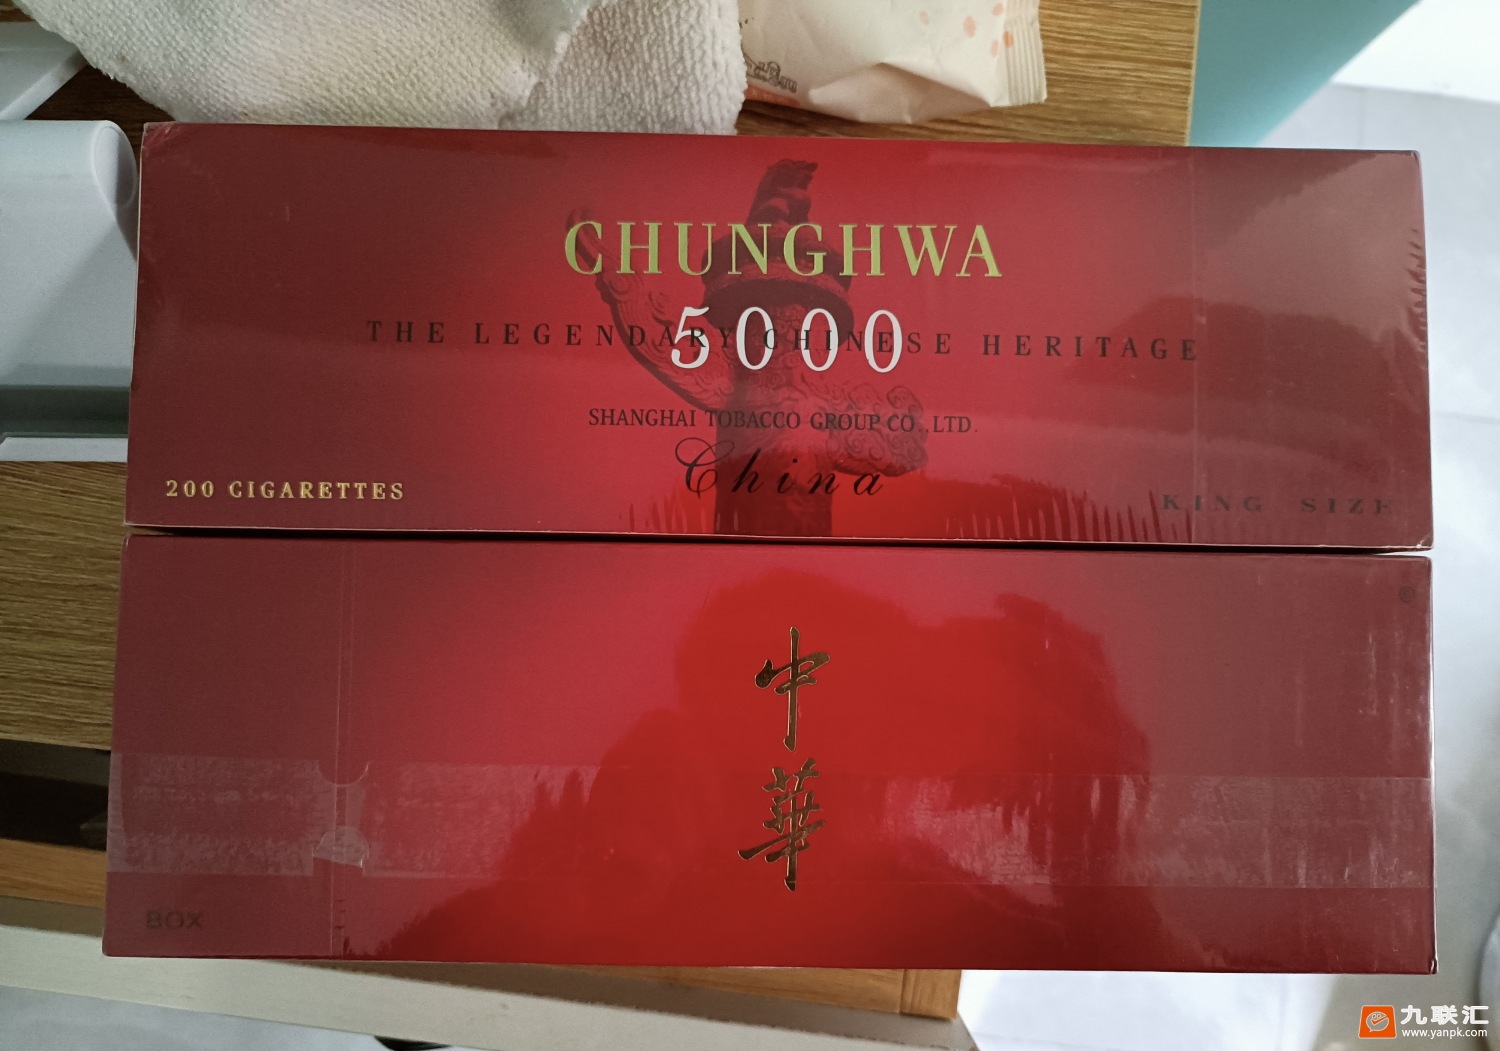 CHUNGHWA
5000
THE LEGENDARY CHINESE HERITAGE
SHANGHAI TOBACCO GROUP CO.,LTD.
China
200 CIGARETTES
KING SIZE
中
華
BOX
九联汇
www.yanpk.com